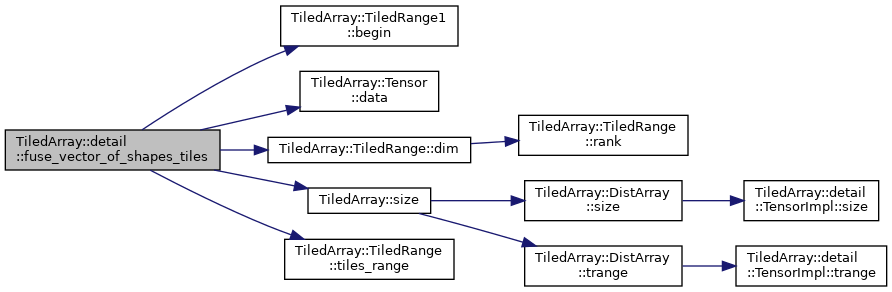 TiledArray::TiledRange1
::begin
TiledArray::Tensor
::data
TiledArray::detail
::fuse_vector_of_shapes_tiles
TiledArray::TiledRange::dim
TiledArray::TiledRange
::rank
TiledArray::size
TiledArray::DistArray
::size
TiledArray::detail
::TensorImpl::size
TiledArray::TiledRange
::tiles_range
TiledArray::DistArray
::trange
TiledArray::detail
::TensorImpl::trange